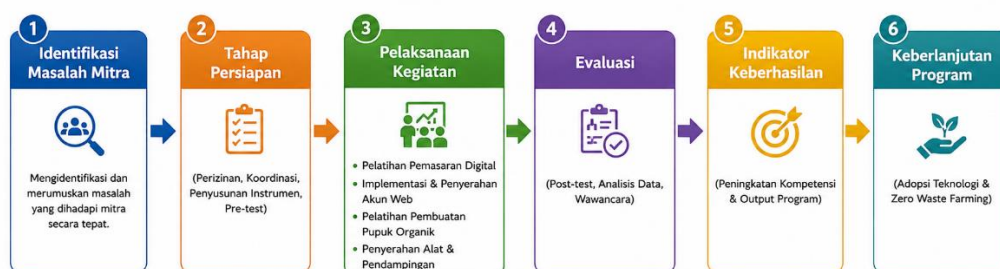 1
Identifikasi
Masalah Mitra
Mengidentifikasi dan
merumuskan masalah
yang dihadapi mitra
secara tepat.
2
Tahap
Persiapan
(Perizinan, Koordinasi,
Penyusunan Instrumen,
Pre-test)
3
Pelaksanaan
Kegiatan
• Pelatihan Pemasaran Digital
• Implementasi & Penyerahan
Akun Web
• Pelatihan Pembuatan
Pupuk Organik
• Penyerahan Alat &
Pendampingan
4
Evaluasi
(Post-test, Analisis Data,
Wawancara)
5
Indikator
Keberhasilan
(Peningkatan Kompetensi
& Output Program)
6
Keberlanjutan
Program
(Adopsi Teknologi &
Zero Waste Farming)